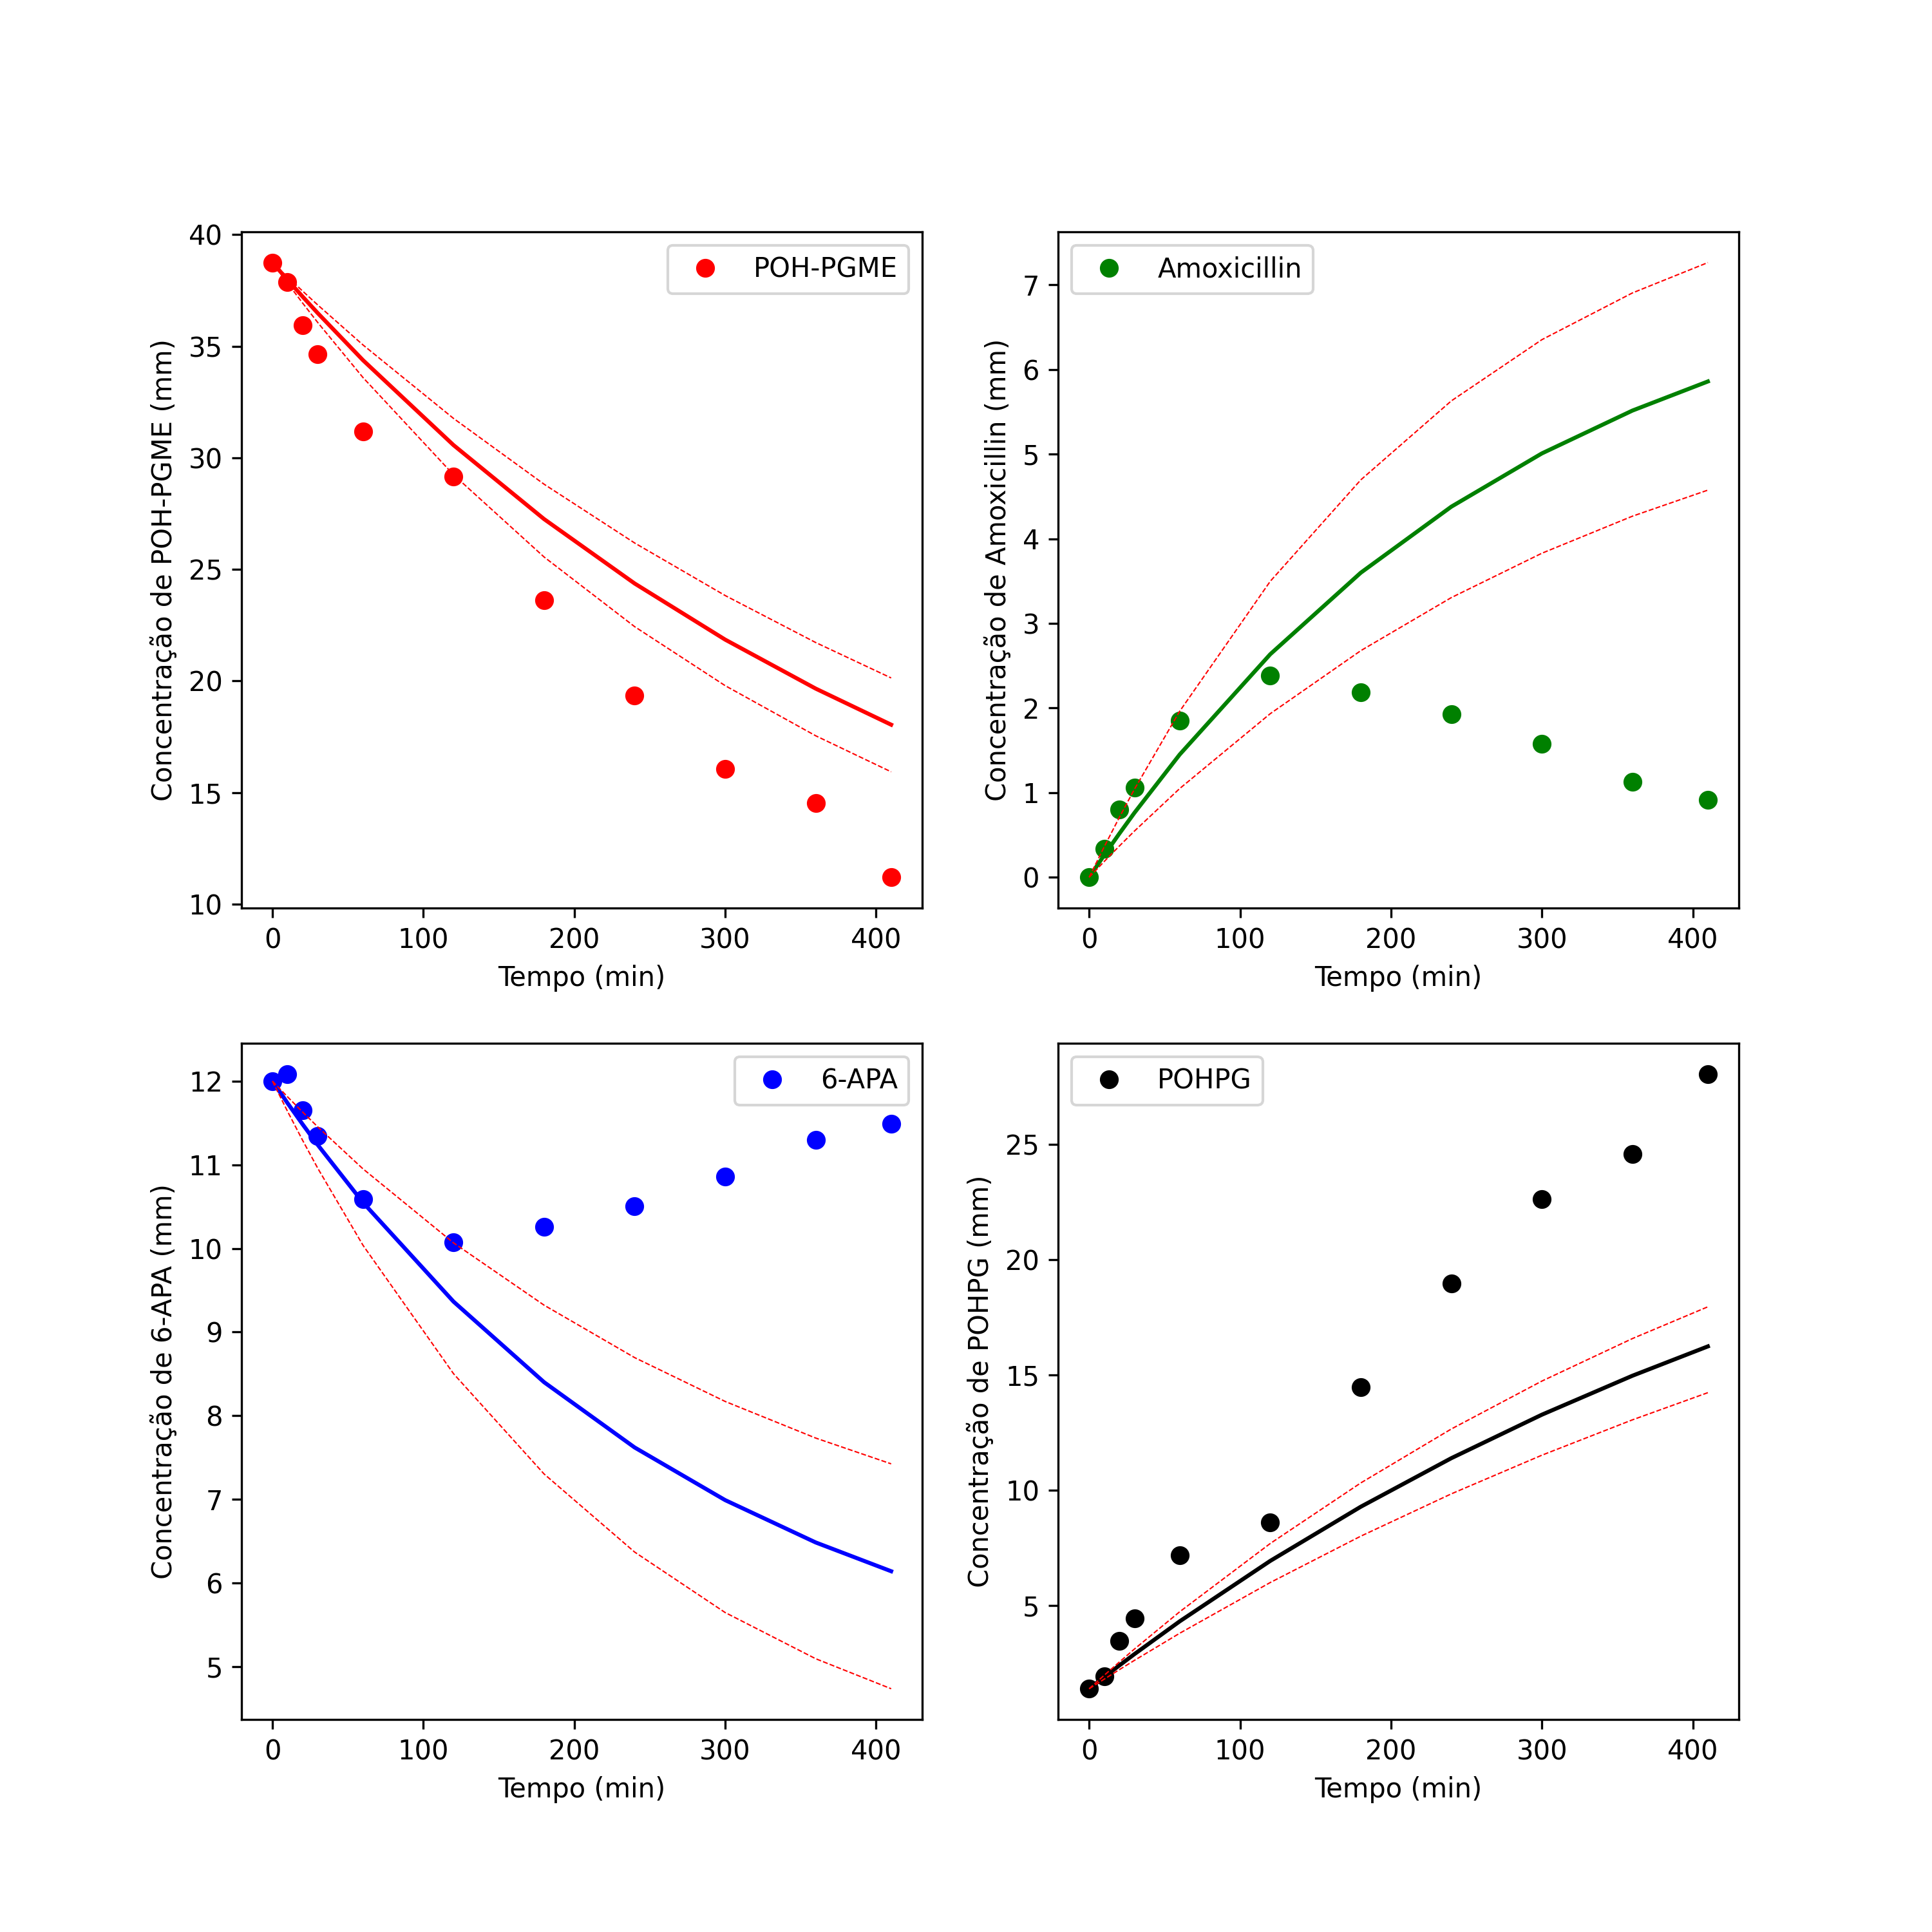 POH-PGME
Concentração de POH-PGME (mm)
40
35
30
25
20
15
10
0 100 200 300 400
Tempo (min)
Amoxicillin
Concentração de Amoxicillin (mm)
7
6
5
4
3
2
1
0
0 100 200 300 400
Tempo (min)
6-APA
Concentração de 6-APA (mm)
12
11
10
9
8
7
6
5
0 100 200 300 400
Tempo (min)
POHPG
Concentração de POHPG (mm)
25
20
15
10
5
0 100 200 300 400
Tempo (min)